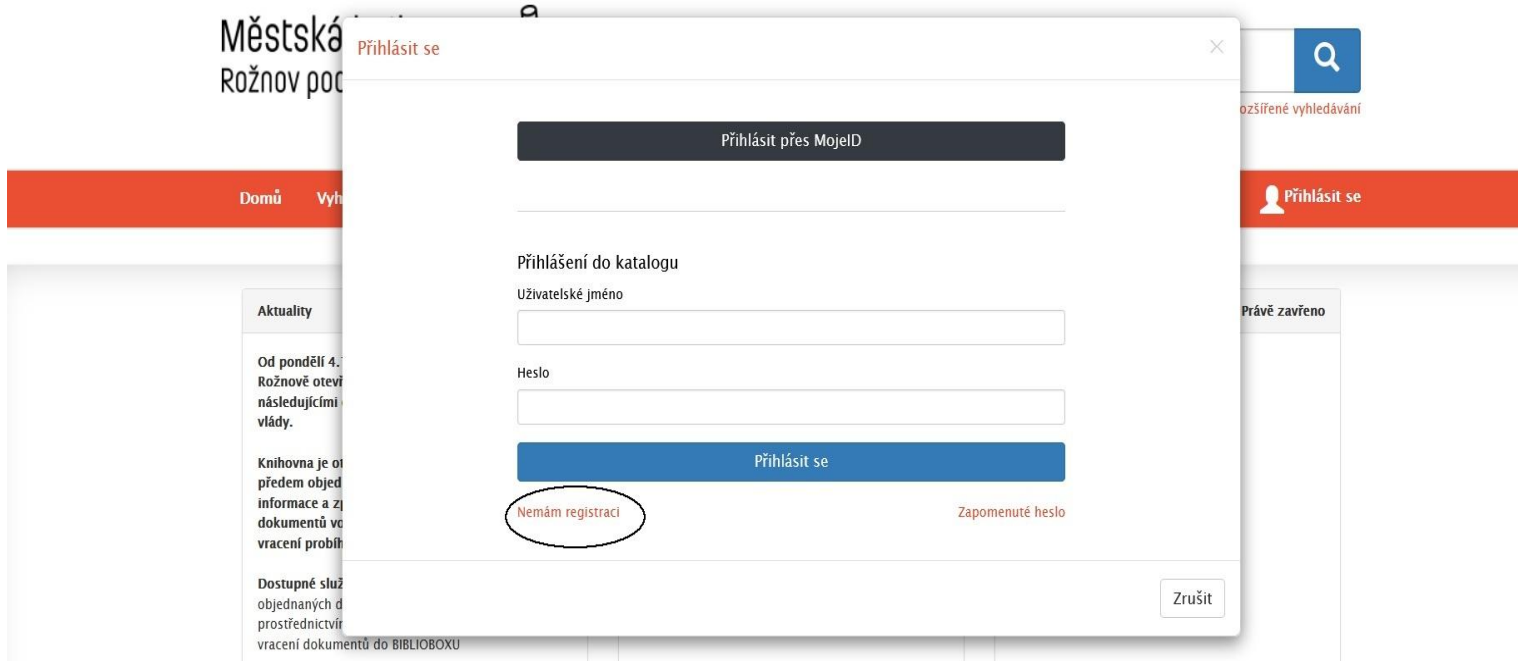 Městská
Rožnov pod
Přihlásit se
×
ozšířené vyhledávání
Přihlásit přes MojeID
Domů
Vyh
Přihlásit se
Přihlášení do katalogu
Uživatelské jméno
Heslo
Přihlásit se
Nemám registraci
Zapomenuté heslo
Zrušit
Aktuality
Právě zavřeno
Od pondělí 4.
Rožnově otevř
následujícími
vlády.
Knihovna je ot
předem objed
informace a zp
dokumentů vo
vracení probíh
Dostupné služ
objednaných d
prostřednictvír
vracení dokumentů do BIBLIOBOXU